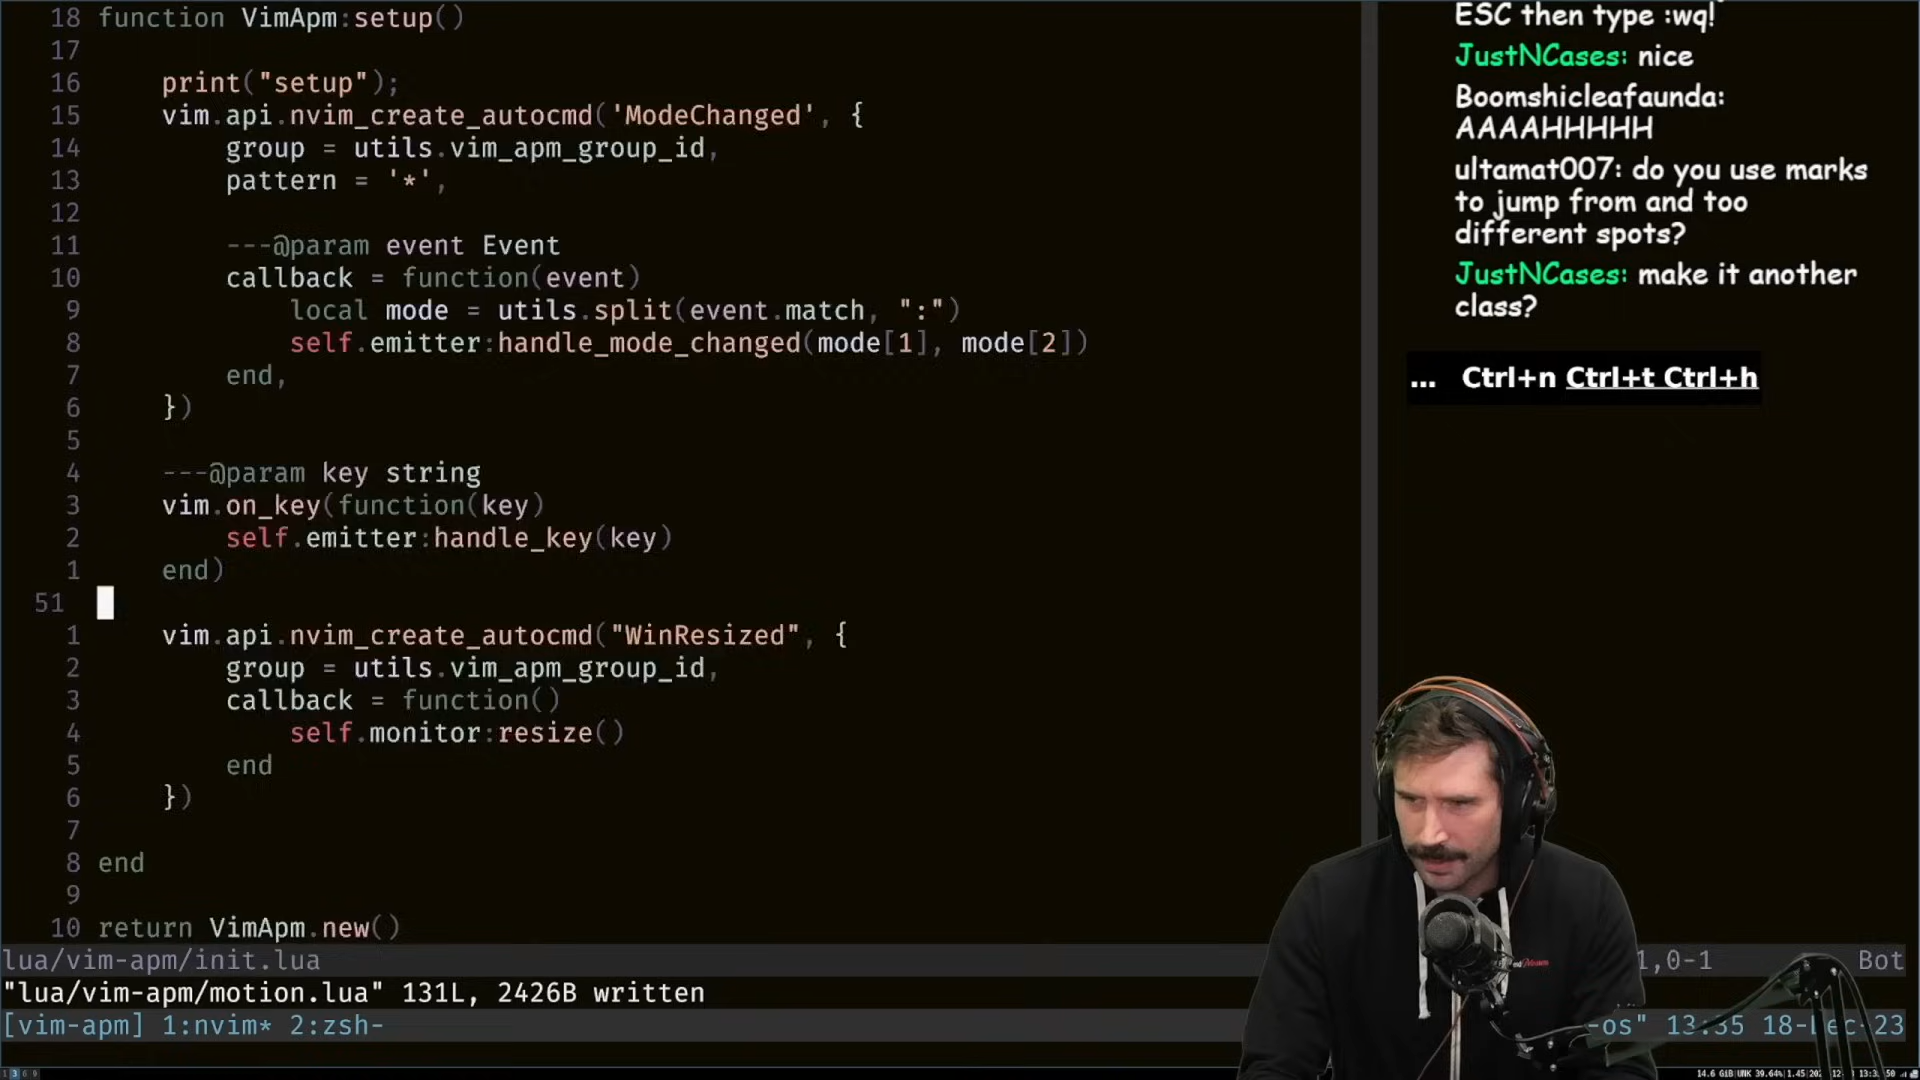 18 function VimApm:setup()
17
16 print("setup");
15 vim.api.nvim_create_autocmd('ModeChanged', {
14 group = utils.vim_apm_group_id,
13 pattern = '*',
12
11 ---@param event Event
10 callback = function(event)
9 local mode = utils.split(event.match, ":")
8 self.emitter:handle_mode_changed(mode[1], mode[2])
7 end,
6 })
5
4 ---@param key string
3 vim.on_key(function(key)
2 self.emitter:handle_key(key)
1 end)
51
1 vim.api.nvim_create_autocmd("WinResized", {
2 group = utils.vim_apm_group_id,
3 callback = function()
4 self.monitor:resize()
5 end
6 })
7
8 end
9
10 return VimApm.new()
lua/vim-apm/init.lua 1,0-1 Bot
"lua/vim-apm/motion.lua" 131L, 2426B written
[vim-apm] 1:nvim* 2:zsh- -os" 13:35 18-Dec-23
ESC then type :wq!
JustNCases: nice
Boomshicleafaunda:
AAAAHHHHH
ultamat007: do you use marks
to jump from and too
different spots?
JustNCases: make it another
class?
... Ctrl+n Ctrl+t Ctrl+h